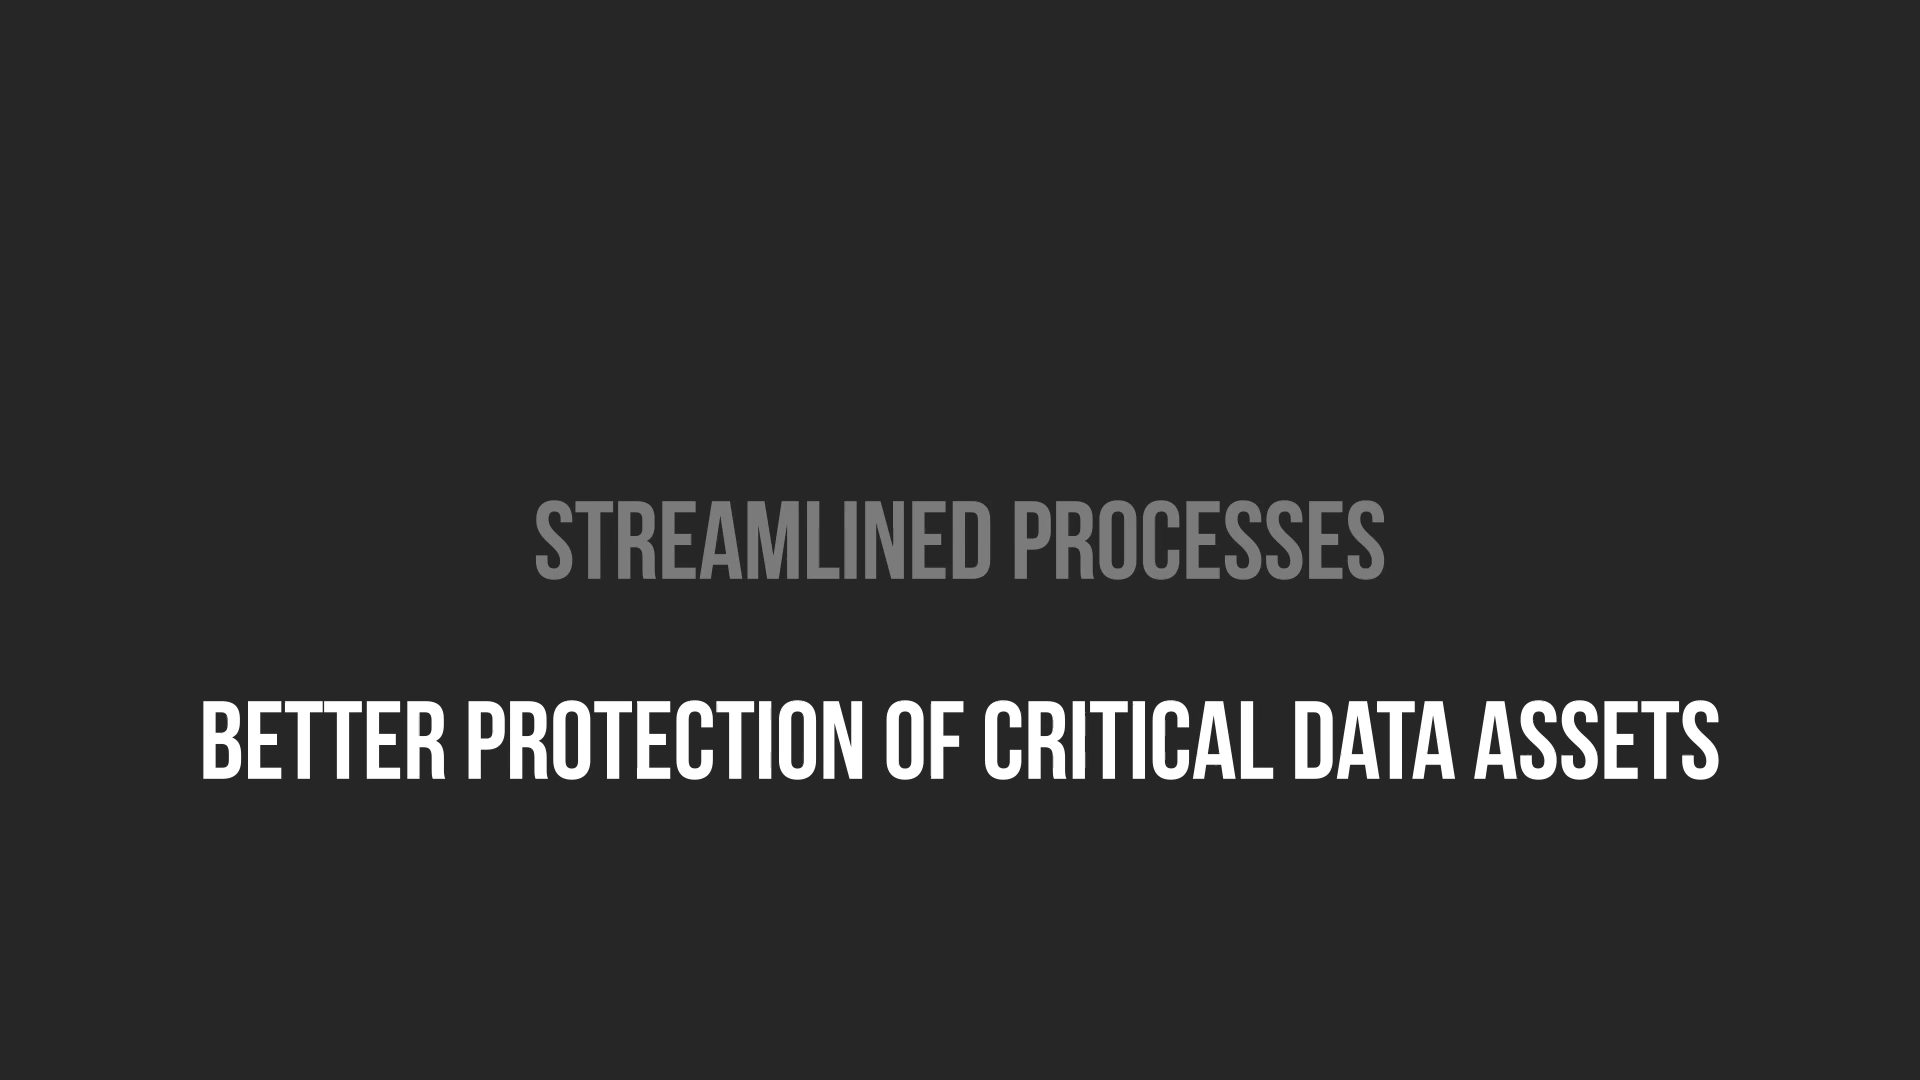 STREAMLINED PROCESSES
BETTER PROTECTION OF CRITICAL DATA ASSETS